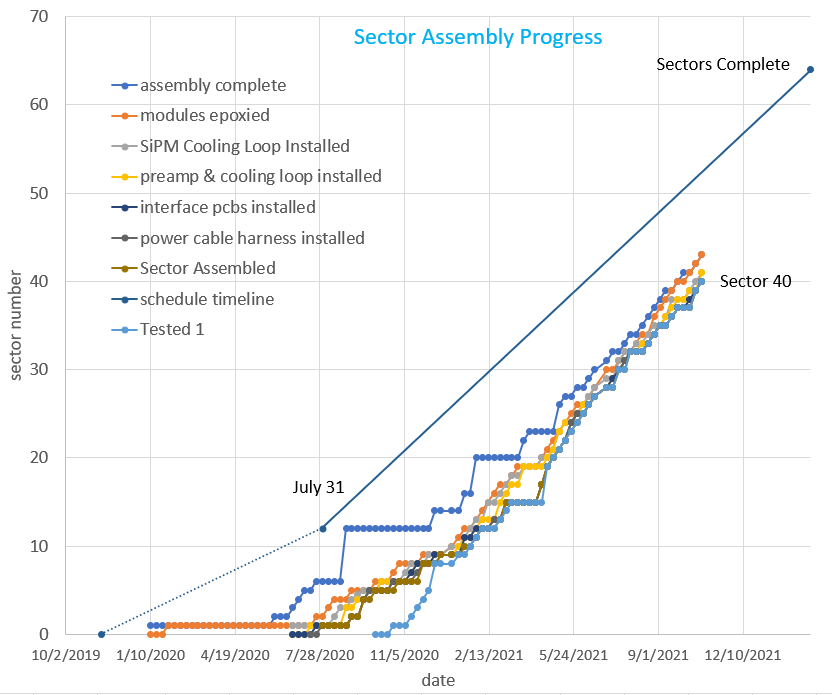 Sector Assembly Progress
70
60
50
40
30
20
10
0
sector number
Sectors Complete
assembly complete
modules epoxied
SiPM Cooling Loop Installed
preamp & cooling loop installed
interface pcbs installed
power cable harness installed
Sector Assembled
schedule timeline
Tested 1
Sector 40
July 31
10/2/2019 1/10/2020 4/19/2020 7/28/2020 11/5/2020 2/13/2021 5/24/2021 9/1/2021 12/10/2021
date